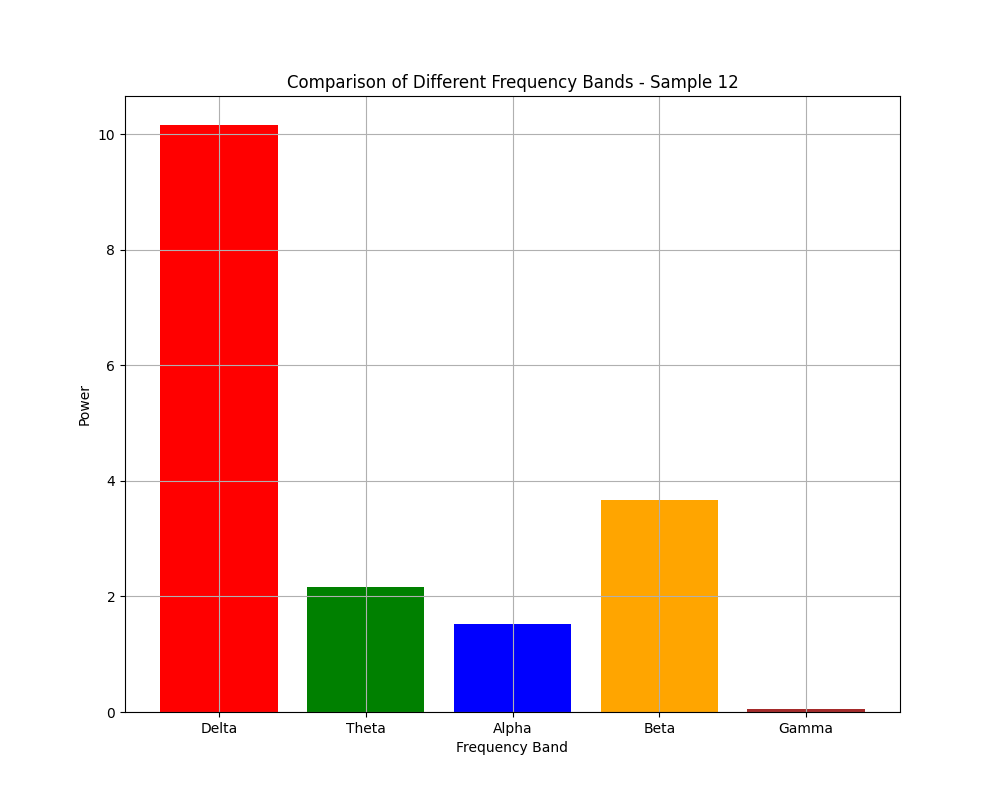 Comparison of Different Frequency Bands - Sample 12
10
8
6
4
2
0
Power
Delta Theta Alpha Beta Gamma
Frequency Band